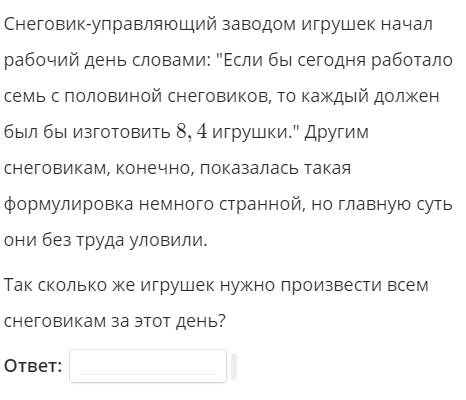 Снеговик-управляющий заводом игрушек начал
рабочий день словами: "Если бы сегодня работало
семь с половиной снеговиков, то каждый должен
был бы изготовить 8, 4 игрушки." Другим
снеговикам, конечно, показалась такая
формулировка немного странной, но главную суть
они без труда уловили.
Так сколько же игрушек нужно произвести всем
снеговикам за этот день?
Ответ: